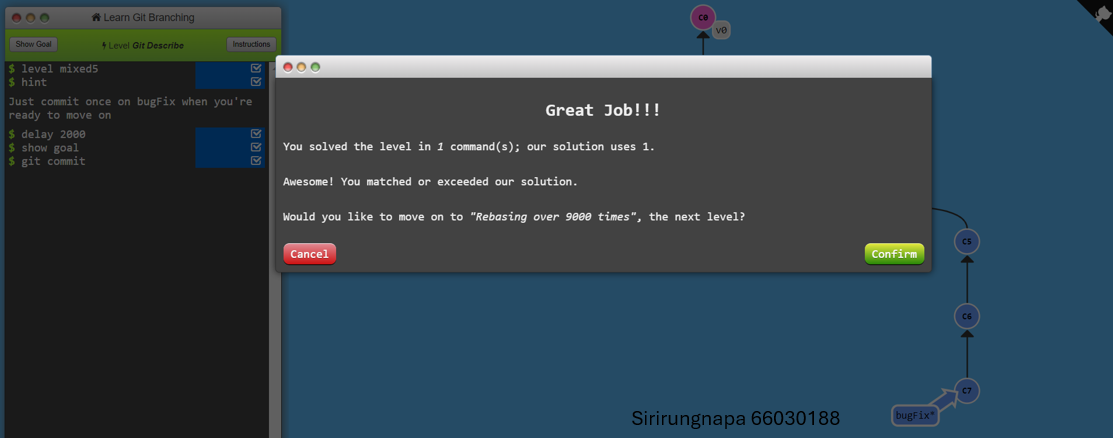 Learn Git Branching
Show Goal
Level Git Describe
Instructions
$ level mixed5
$ hint
Just commit once on bugFix when you're
ready to move on
$ delay 2000
$ show goal
$ git commit
c0
v0
Great Job!!!
You solved the level in 1 command(s); our solution uses 1.
Awesome! You matched or exceeded our solution.
Would you like to move on to "Rebasing over 9000 times", the next level?
Cancel
Confirm
c5
c6
c7
bugFix*
Sirirungnapa 66030188